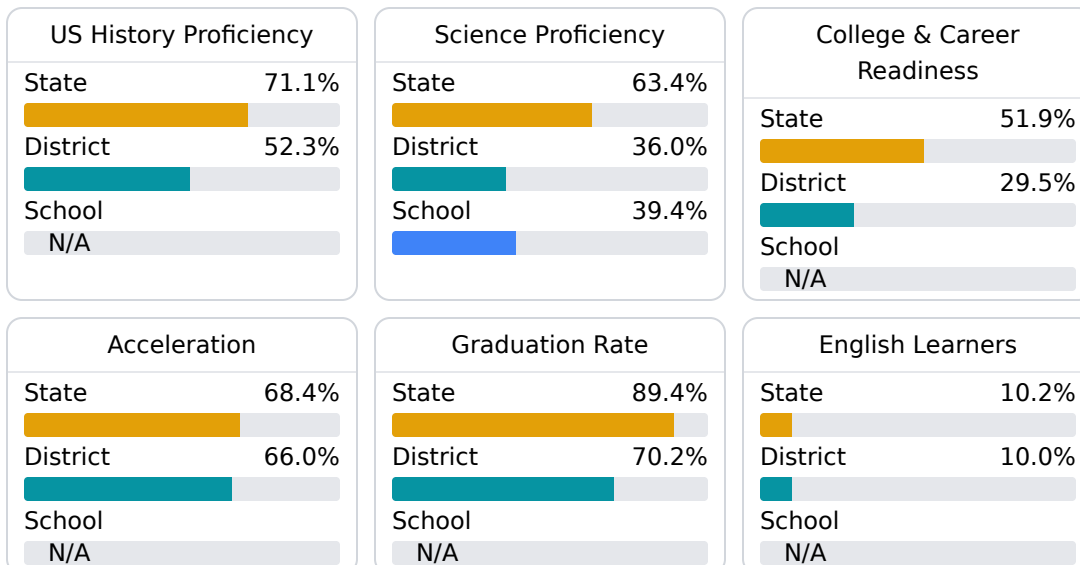 US History Proficiency
State 71.1%
District 52.3%
School
N/A
Science Proficiency
State 63.4%
District 36.0%
School 39.4%
College & Career
Readiness
State 51.9%
District 29.5%
School
N/A
Acceleration
State 68.4%
District 66.0%
School
N/A
Graduation Rate
State 89.4%
District 70.2%
School
N/A
English Learners
State 10.2%
District 10.0%
School
N/A